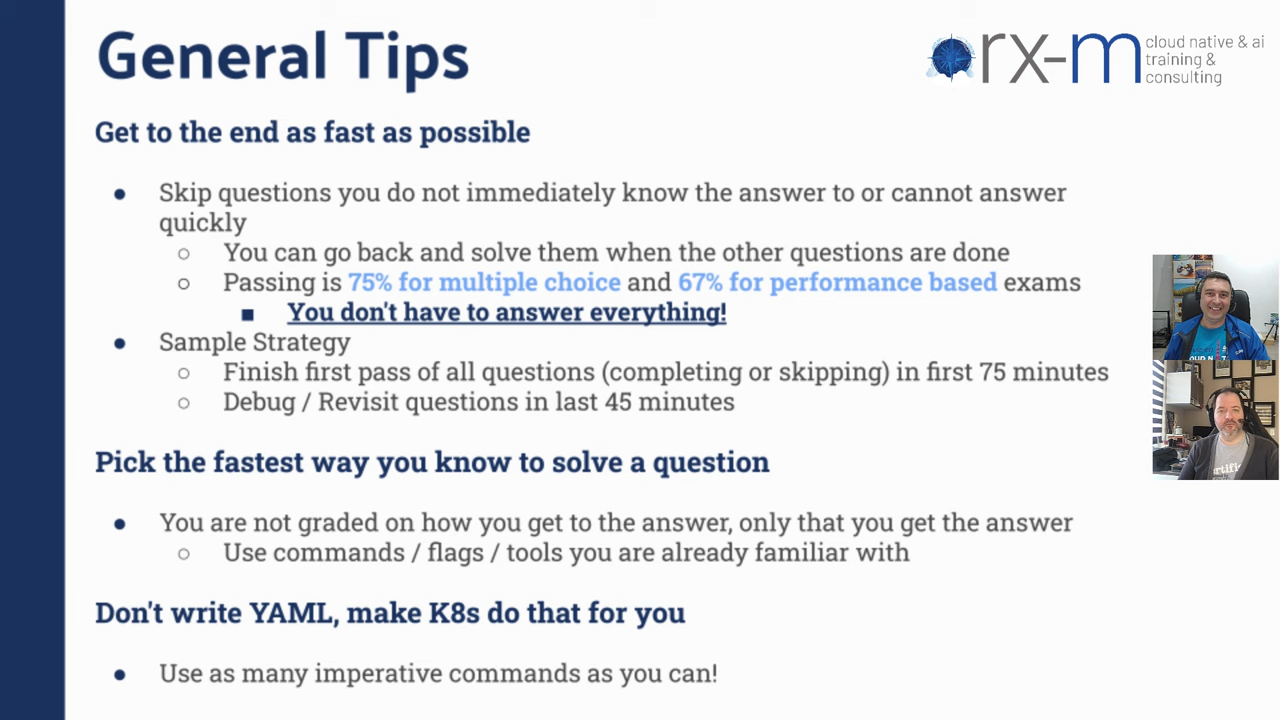 General Tips
rx-m
cloud native & ai
training &
consulting
Get to the end as fast as possible
Skip questions you do not immediately know the answer to or cannot answer
quickly
You can go back and solve them when the other questions are done
Passing is 75% for multiple choice and 67% for performance based exams
You don't have to answer everything!
Sample Strategy
Finish first pass of all questions (completing or skipping) in first 75 minutes
Debug / Revisit questions in last 45 minutes
Pick the fastest way you know to solve a question
You are not graded on how you get to the answer, only that you get the answer
Use commands / flags / tools you are already familiar with
Don't write YAML, make K8s do that for you
Use as many imperative commands as you can!